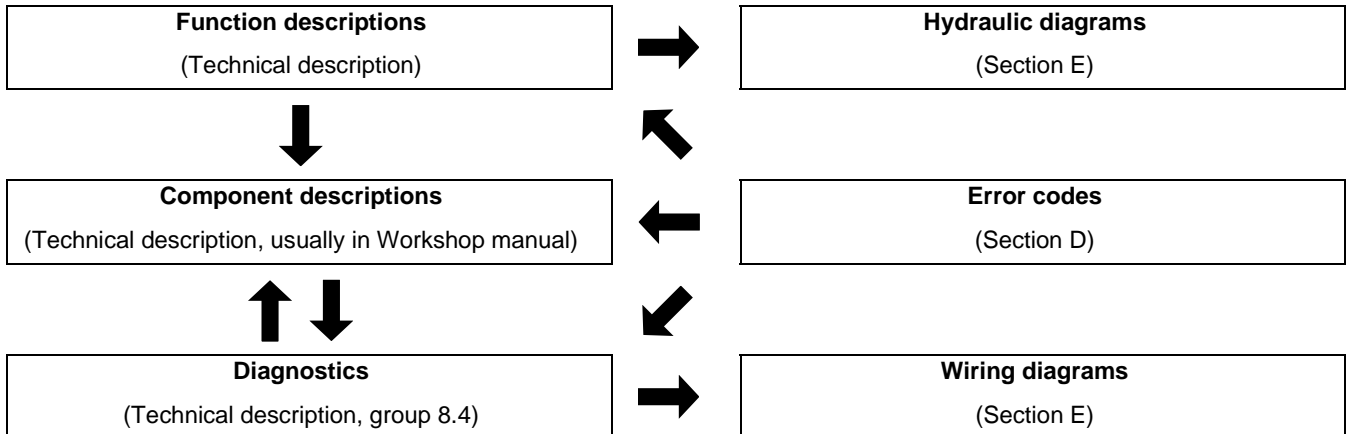 Function descriptions
(Technical description)
Hydraulic diagrams
(Section E)
Component descriptions
(Technical description, usually in Workshop manual)
Error codes
(Section D)
Diagnostics
(Technical description, group 8.4)
Wiring diagrams
(Section E)